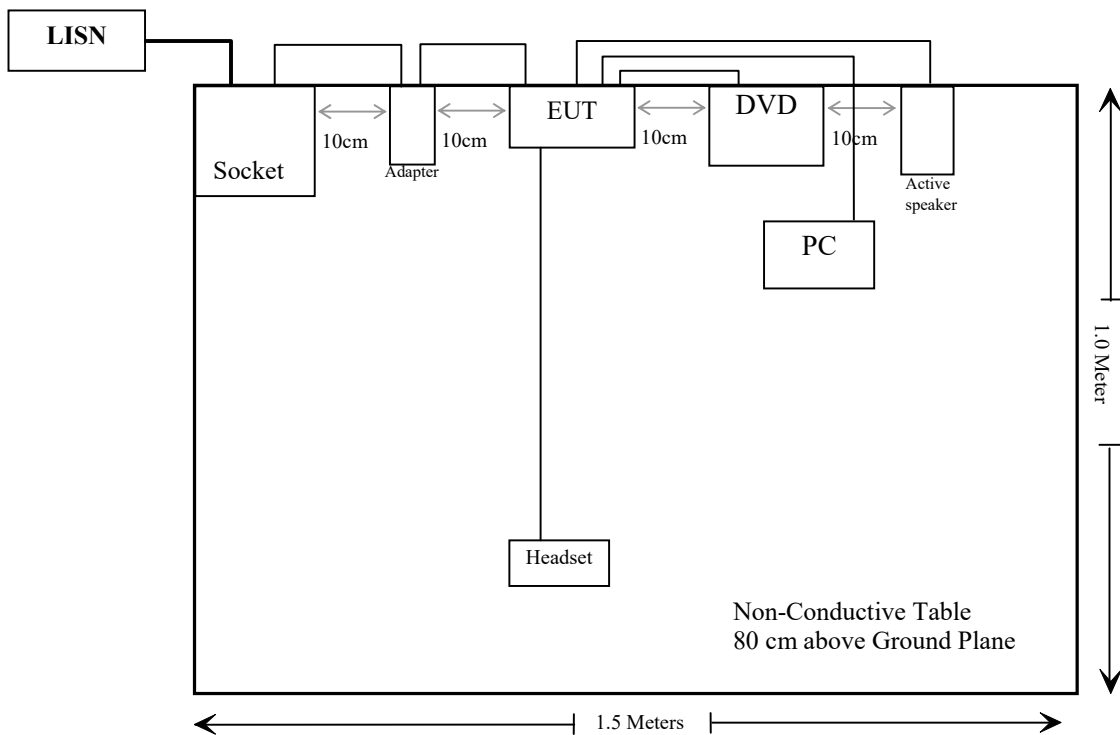 LISN
EUT
DVD
10cm
10cm
10cm
10cm
Socket
Adapter
Active
speaker
PC
1.0 Meter
Headset
Non-Conductive Table
80 cm above Ground Plane
1.5 Meters